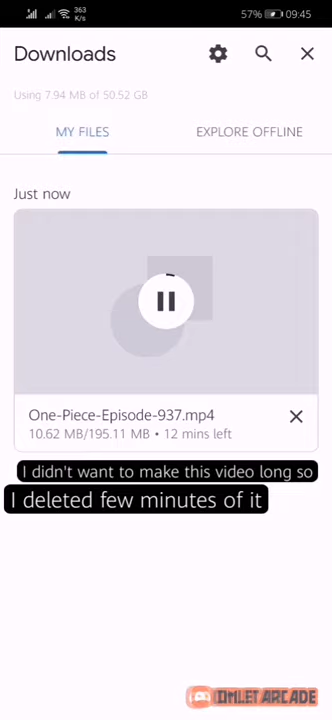 363
K/s
57%
09:45
Downloads
Using 7.94 MB of 50.52 GB
MY FILES
EXPLORE OFFLINE
Just now
One-Piece-Episode-937.mp4
10.62 MB/195.11 MB • 12 mins left
I didn't want to make this video long so
I deleted few minutes of it
OMLET ARCADE